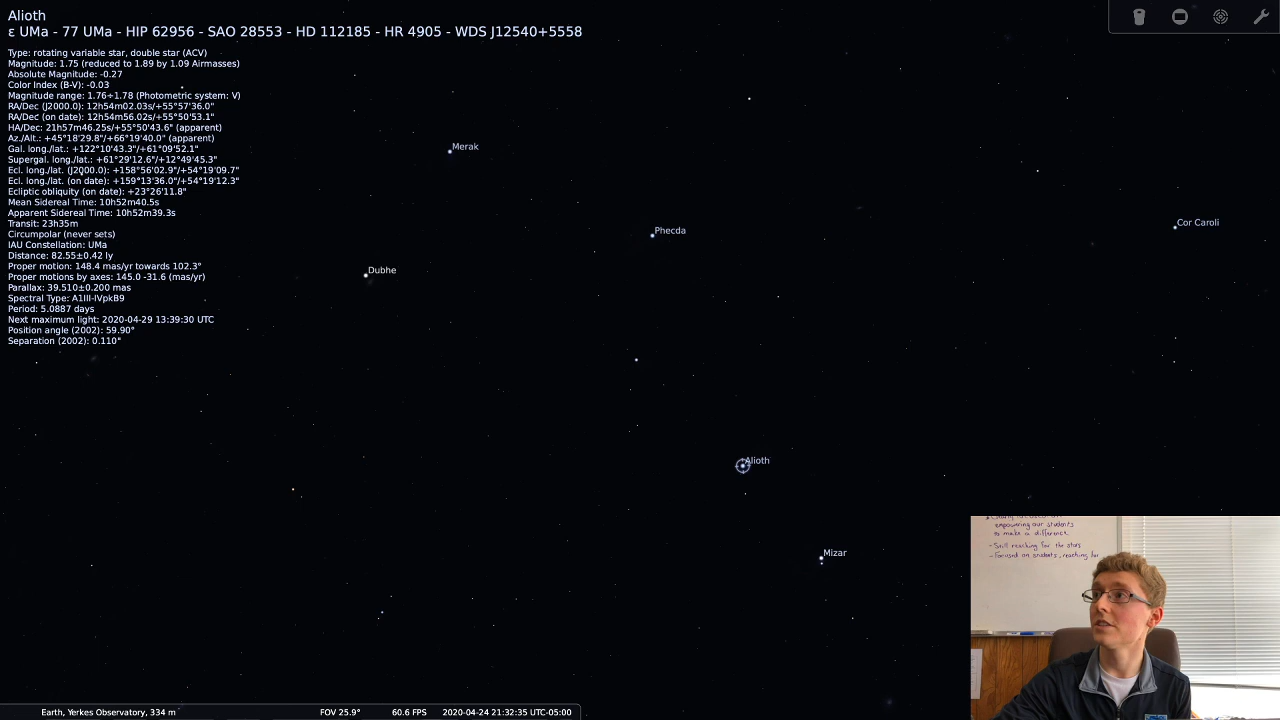 Alioth
ε UMa - 77 UMa - HIP 62956 - SAO 28553 - HD 112185 - HR 4905 - WDS J12540+5558
Type: rotating variable star, double star (ACV)
Magnitude: 1.75 (reduced to 1.89 by 1.09 Airmasses)
Absolute Magnitude: -0.27
Color Index (B-V): -0.03
Magnitude range: 1.76÷1.78 (Photometric system: V)
RA/Dec (J2000.0): 12h54m02.03s/+55°57'36.0"
RA/Dec (on date): 12h54m56.02s/+55°50'53.1"
HA/Dec: 21h57m46.25s/+55°50'43.6" (apparent)
Az./Alt.: +45°18'29.8"/+66°19'40.0" (apparent)
Gal. long./lat.: +122°10'43.3"/+61°09'52.1"
Supergal. long./lat.: +61°29'12.6"/+12°49'45.3"
Ecl. long./lat. (J2000.0): +158°56'02.9"/+54°19'09.7"
Ecl. long./lat. (on date): +159°13'36.0"/+54°19'12.3"
Ecliptic obliquity (on date): +23°26'11.8"
Mean Sidereal Time: 10h52m40.5s
Apparent Sidereal Time: 10h52m39.3s
Transit: 23h35m
Circumpolar (never sets)
IAU Constellation: UMa
Distance: 82.55±0.42 ly
Proper motion: 148.4 mas/yr towards 102.3°
Proper motions by axes: 145.0 -31.6 (mas/yr)
Parallax: 39.510±0.200 mas
Spectral Type: A1III-IVpkB9
Period: 5.0887 days
Next maximum light: 2020-04-29 13:39:30 UTC
Position angle (2002): 59.90°
Separation (2002): 0.110"
Merak
Phecda
Cor Caroli
Dubhe
Alioth
Mizar
empowering our students
to make a difference
- Still reaching for the stars
- Focused on students, reaching for
Earth, Yerkes Observatory, 334 m
FOV 25.9°
60.6 FPS
2020-04-24 21:32:35 UTC-05:00